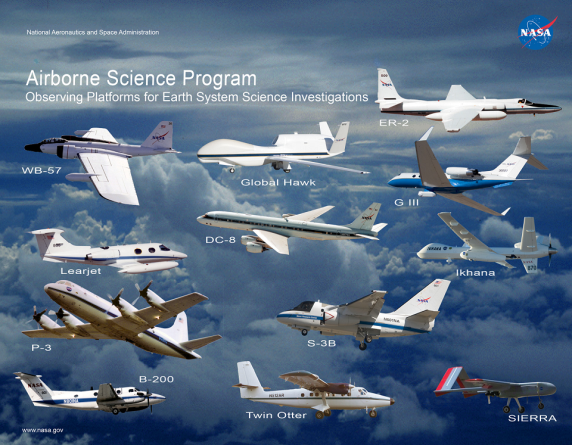 National Aeronautics and Space Administration
NASA
Airborne Science Program
Observing Platforms for Earth System Science Investigations
ER-2
WB-57
Global Hawk
G III
DC-8
Learjet
Ikhana
P-3
S-3B
B-200
NASA
Twin Otter
SIERRA
www.nasa.gov